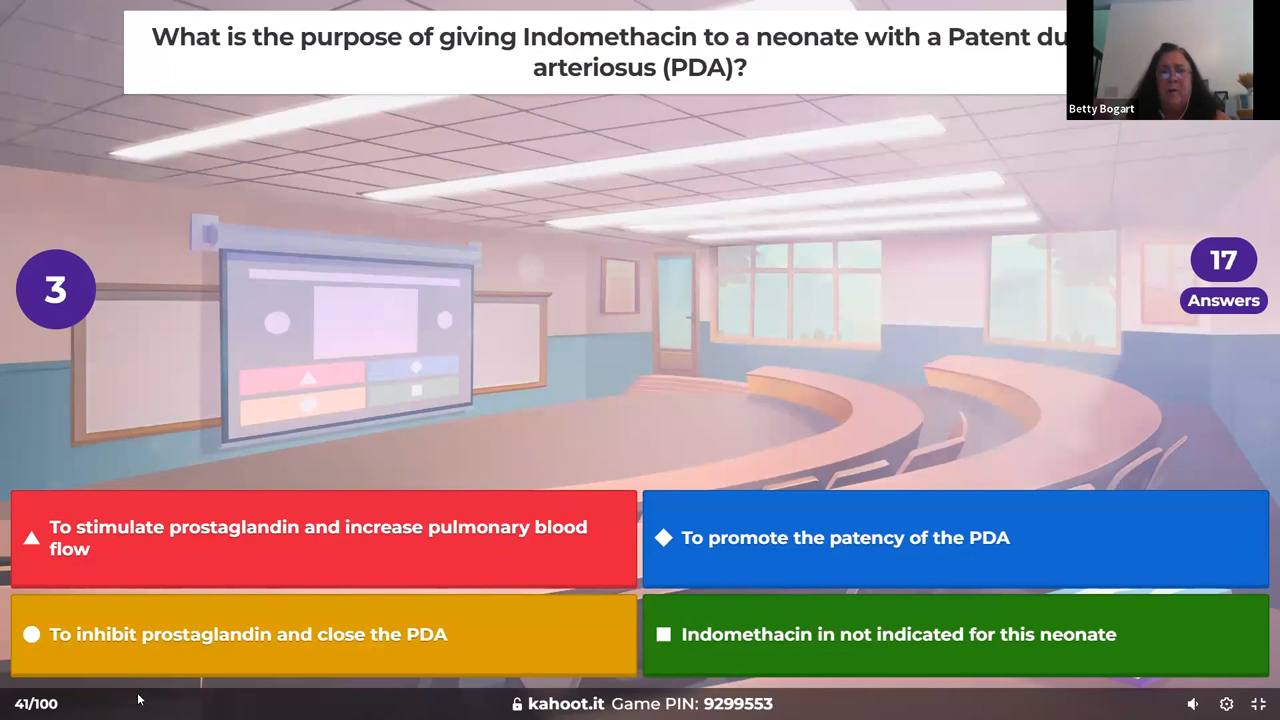 What is the purpose of giving Indomethacin to a neonate with a Patent du
arteriosus (PDA)?
Betty Bogart
3
17
Answers
To stimulate prostaglandin and increase pulmonary blood
flow
To promote the patency of the PDA
To inhibit prostaglandin and close the PDA
Indomethacin in not indicated for this neonate
41/100
kahoot.it Game PIN: 9299553